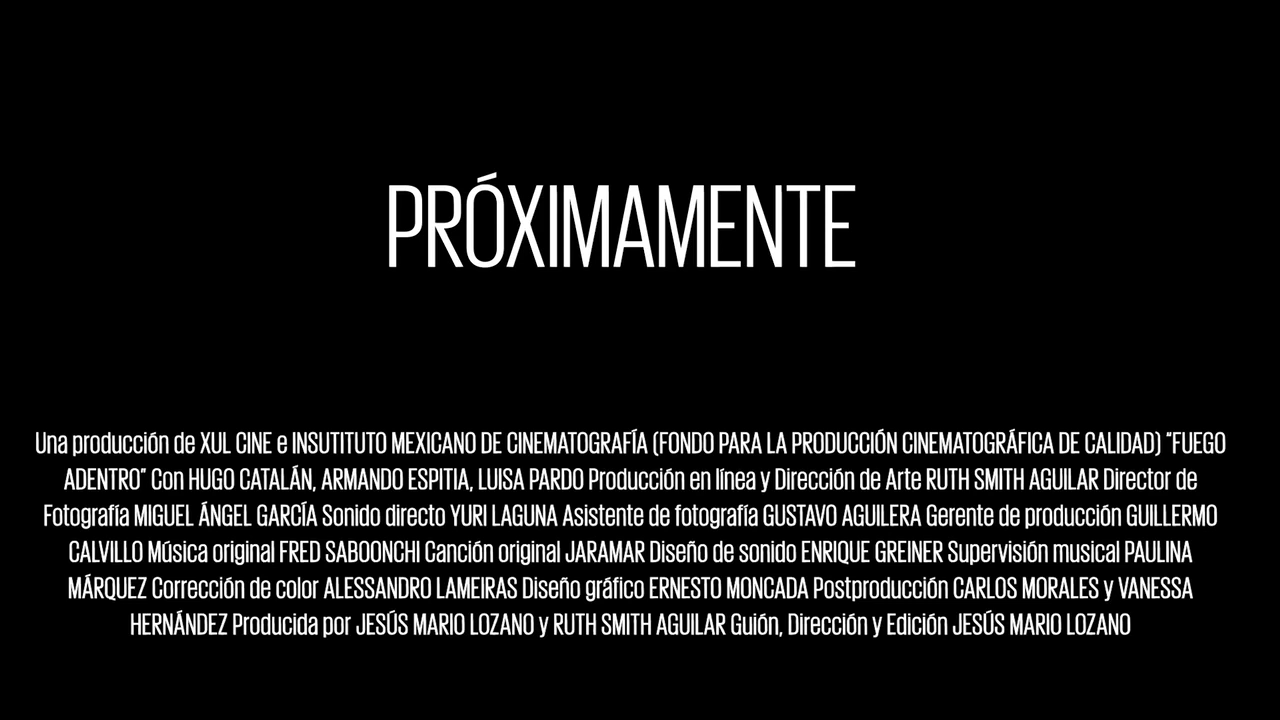 PRÓXIMAMENTE
Una producción de XUL CINE e INSUTITUTO MEXICANO DE CINEMATOGRAFÍA (FONDO PARA LA PRODUCCIÓN CINEMATOGRÁFICA DE CALIDAD) “FUEGO
ADENTRO” Con HUGO CATALÁN, ARMANDO ESPITIA, LUISA PARDO Producción en línea y Dirección de Arte RUTH SMITH AGUILAR Director de
Fotografía MIGUEL ÁNGEL GARCÍA Sonido directo YURI LAGUNA Asistente de fotografía GUSTAVO AGUILERA Gerente de producción GUILLERMO
CALVILLO Música original FRED SABOONCHI Canción original JARAMAR Diseño de sonido ENRIQUE GREINER Supervisión musical PAULINA
MÁRQUEZ Corrección de color ALESSANDRO LAMEIRAS Diseño gráfico ERNESTO MONCADA Postproducción CARLOS MORALES y VANESSA
HERNÁNDEZ Producida por JESÚS MARIO LOZANO y RUTH SMITH AGUILAR Guión, Dirección y Edición JESÚS MARIO LOZANO